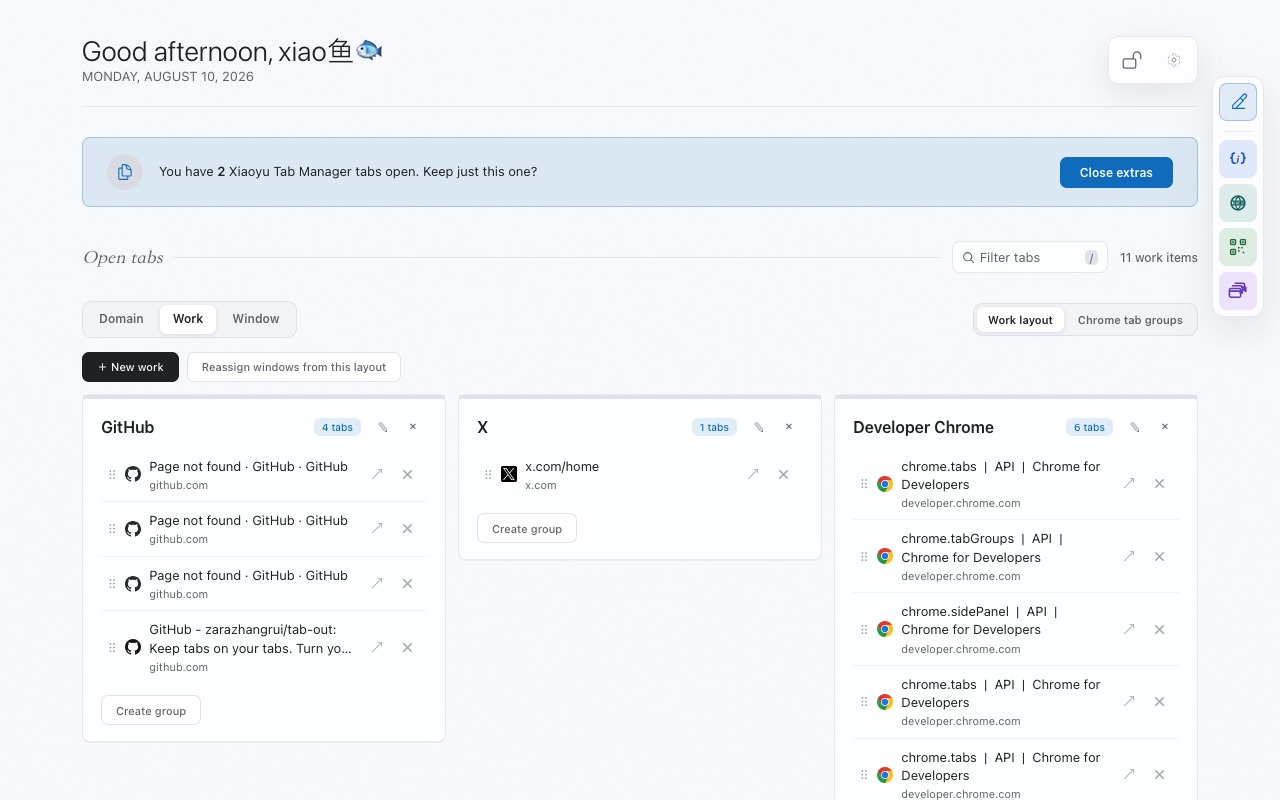 Good afternoon, xiao鱼🐟
MONDAY, AUGUST 10, 2026
You have 2 Xiaoyu Tab Manager tabs open. Keep just this one?
Close extras
Open tabs
Filter tabs
/
11 work items
Domain
Work
Window
Work layout
Chrome tab groups
+ New work
Reassign windows from this layout
GitHub
4 tabs
Page not found · GitHub · GitHub
github.com
Page not found · GitHub · GitHub
github.com
Page not found · GitHub · GitHub
github.com
GitHub - zarazhangrui/tab-out:
Keep tabs on your tabs. Turn yo...
github.com
Create group
X
1 tabs
x.com/home
x.com
Create group
Developer Chrome
6 tabs
chrome.tabs | API | Chrome for
Developers
developer.chrome.com
chrome.tabGroups | API |
Chrome for Developers
developer.chrome.com
chrome.sidePanel | API |
Chrome for Developers
developer.chrome.com
chrome.tabs | API | Chrome for
Developers
developer.chrome.com
chrome.tabs | API | Chrome for
Developers
developer.chrome.com